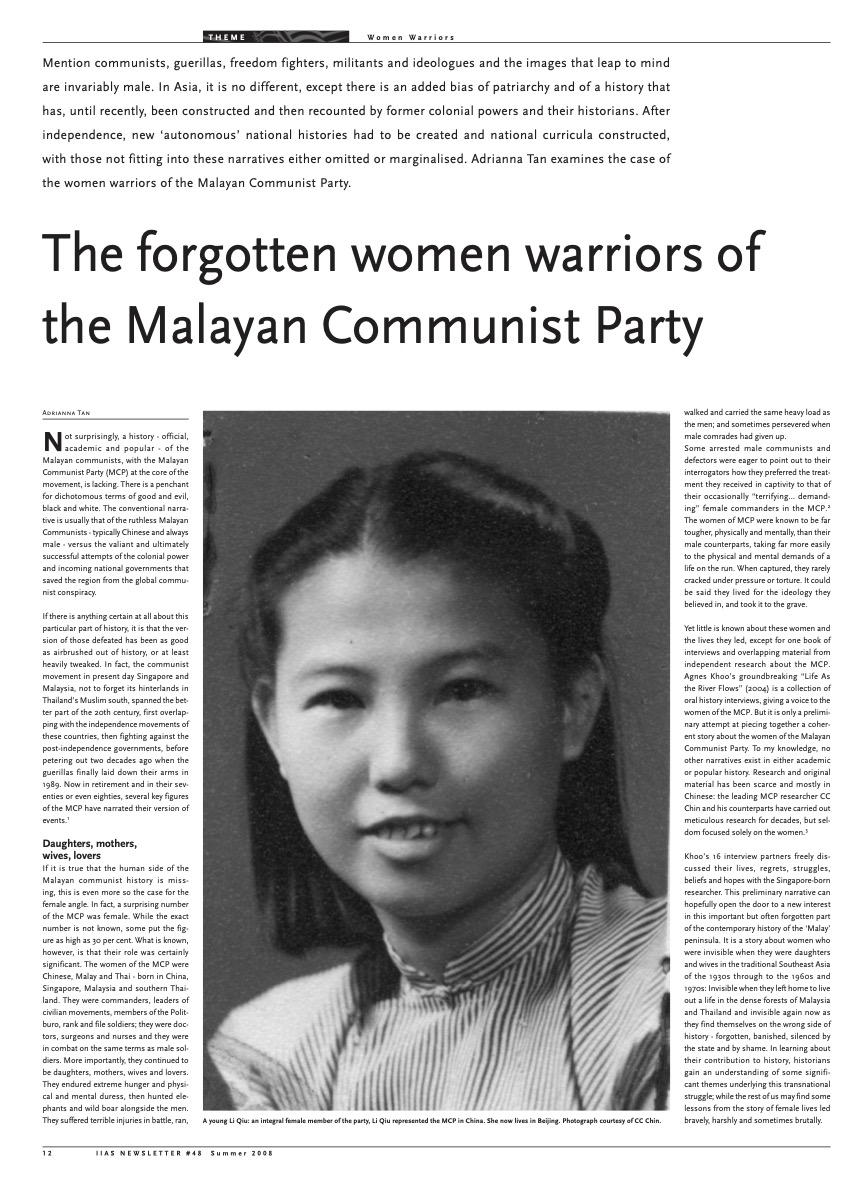 THEME
Women Warriors
Mention communists, guerillas, freedom fighters, militants and ideologues and the images that leap to mind
are invariably male. In Asia, it is no different, except there is an added bias of patriarchy and of a history that
has, until recently, been constructed and then recounted by former colonial powers and their historians. After
independence, new ‘autonomous’ national histories had to be created and national curricula constructed,
with those not fitting into these narratives either omitted or marginalised. Adrianna Tan examines the case of
the women warriors of the Malayan Communist Party.
The forgotten women warriors of
the Malayan Communist Party
Adrianna Tan
Not surprisingly, a history - official,
academic and popular - of the
Malayan communists, with the Malayan
Communist Party (MCP) at the core of the
movement, is lacking. There is a penchant
for dichotomous terms of good and evil,
black and white. The conventional narra-
tive is usually that of the ruthless Malayan
Communists - typically Chinese and always
male - versus the valiant and ultimately
successful attempts of the colonial power
and incoming national governments that
saved the region from the global commu-
nist conspiracy.
If there is anything certain at all about this
particular part of history, it is that the ver-
sion of those defeated has been as good
as airbrushed out of history, or at least
heavily tweaked. In fact, the communist
movement in present day Singapore and
Malaysia, not to forget its hinterlands in
Thailand’s Muslim south, spanned the bet-
ter part of the 20th century, first overlap-
ping with the independence movements of
these countries, then fighting against the
post-independence governments, before
petering out two decades ago when the
guerillas finally laid down their arms in
1989. Now in retirement and in their sev-
enties or even eighties, several key figures
of the MCP have narrated their version of
events.¹
Daughters, mothers,
wives, lovers
If it is true that the human side of the
Malayan communist history is miss-
ing, this is even more so the case for the
female angle. In fact, a surprising number
of the MCP was female. While the exact
number is not known, some put the fig-
ure as high as 30 per cent. What is known,
however, is that their role was certainly
significant. The women of the MCP were
Chinese, Malay and Thai - born in China,
Singapore, Malaysia and southern Thai-
land. They were commanders, leaders of
civilian movements, members of the Polit-
buro, rank and file soldiers; they were doc-
tors, surgeons and nurses and they were
in combat on the same terms as male sol-
diers. More importantly, they continued to
be daughters, mothers, wives and lovers.
They endured extreme hunger and physi-
cal and mental duress, then hunted ele-
phants and wild boar alongside the men.
They suffered terrible injuries in battle, ran,
A young Li Qiu: an integral female member of the party, Li Qiu represented the MCP in China. She now lives in Beijing. Photograph courtesy of CC Chin.
walked and carried the same heavy load as
the men; and sometimes persevered when
male comrades had given up.
Some arrested male communists and
defectors were eager to point out to their
interrogators how they preferred the treat-
ment they received in captivity to that of
their occasionally “terrifying... demand-
ing” female commanders in the MCP.²
The women of MCP were known to be far
tougher, physically and mentally, than their
male counterparts, taking far more easily
to the physical and mental demands of a
life on the run. When captured, they rarely
cracked under pressure or torture. It could
be said they lived for the ideology they
believed in, and took it to the grave.
Yet little is known about these women and
the lives they led, except for one book of
interviews and overlapping material from
independent research about the MCP.
Agnes Khoo’s groundbreaking “Life As
the River Flows” (2004) is a collection of
oral history interviews, giving a voice to the
women of the MCP. But it is only a prelimi-
nary attempt at piecing together a coher-
ent story about the women of the Malayan
Communist Party. To my knowledge, no
other narratives exist in either academic
or popular history. Research and original
material has been scarce and mostly in
Chinese: the leading MCP researcher CC
Chin and his counterparts have carried out
meticulous research for decades, but sel-
dom focused solely on the women.³
Khoo’s 16 interview partners freely dis-
cussed their lives, regrets, struggles,
beliefs and hopes with the Singapore-born
researcher. This preliminary narrative can
hopefully open the door to a new interest
in this important but often forgotten part
of the contemporary history of the ‘Malay’
peninsula. It is a story about women who
were invisible when they were daughters
and wives in the traditional Southeast Asia
of the 1930s through to the 1960s and
1970s: Invisible when they left home to live
out a life in the dense forests of Malaysia
and Thailand and invisible again now as
they find themselves on the wrong side of
history - forgotten, banished, silenced by
the state and by shame. In learning about
their contribution to history, historians
gain an understanding of some signifi-
cant themes underlying this transnational
struggle; while the rest of us may find some
lessons from the story of female lives led
bravely, harshly and sometimes brutally.
12
IIAS NEWSLETTER #48 Summer 2008